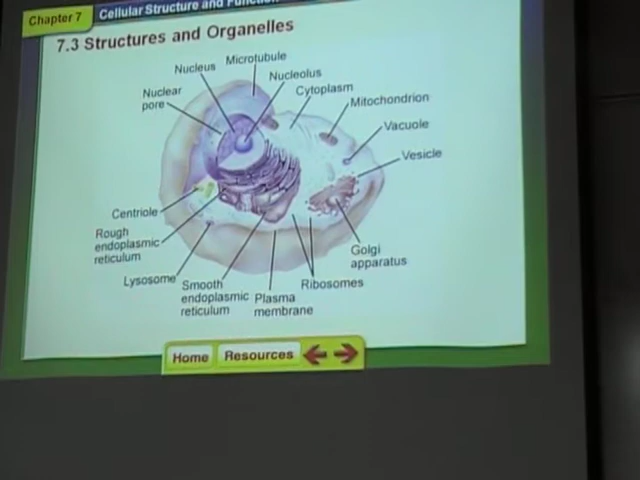 Chapter 7
Cellular Structure and Function
7.3 Structures and Organelles
Nucleus
Microtubule
Nucleolus
Nuclear
pore
Cytoplasm
Mitochondrion
Vacuole
Vesicle
Centriole
Rough
endoplasmic
reticulum
Lysosome
Smooth
endoplasmic
reticulum
Plasma
membrane
Ribosomes
Golgi
apparatus
Home
Resources